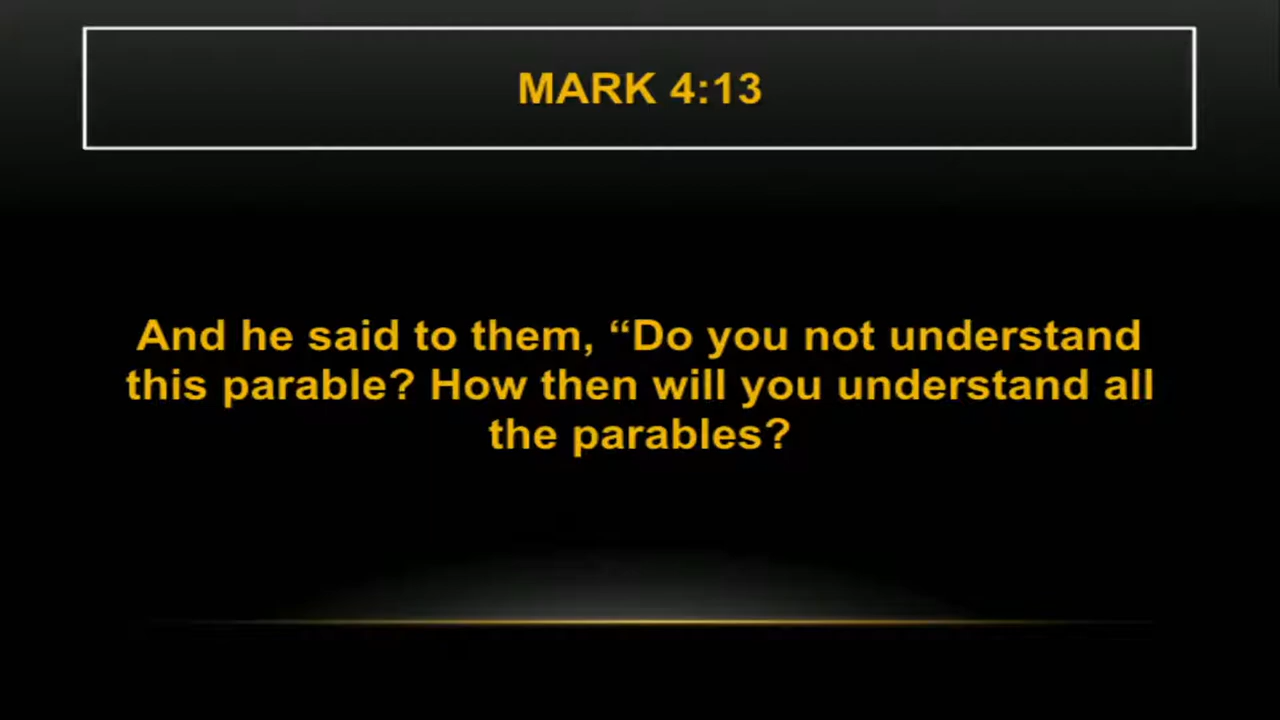 MARK 4:13
And he said to them, “Do you not understand
this parable? How then will you understand all
the parables?